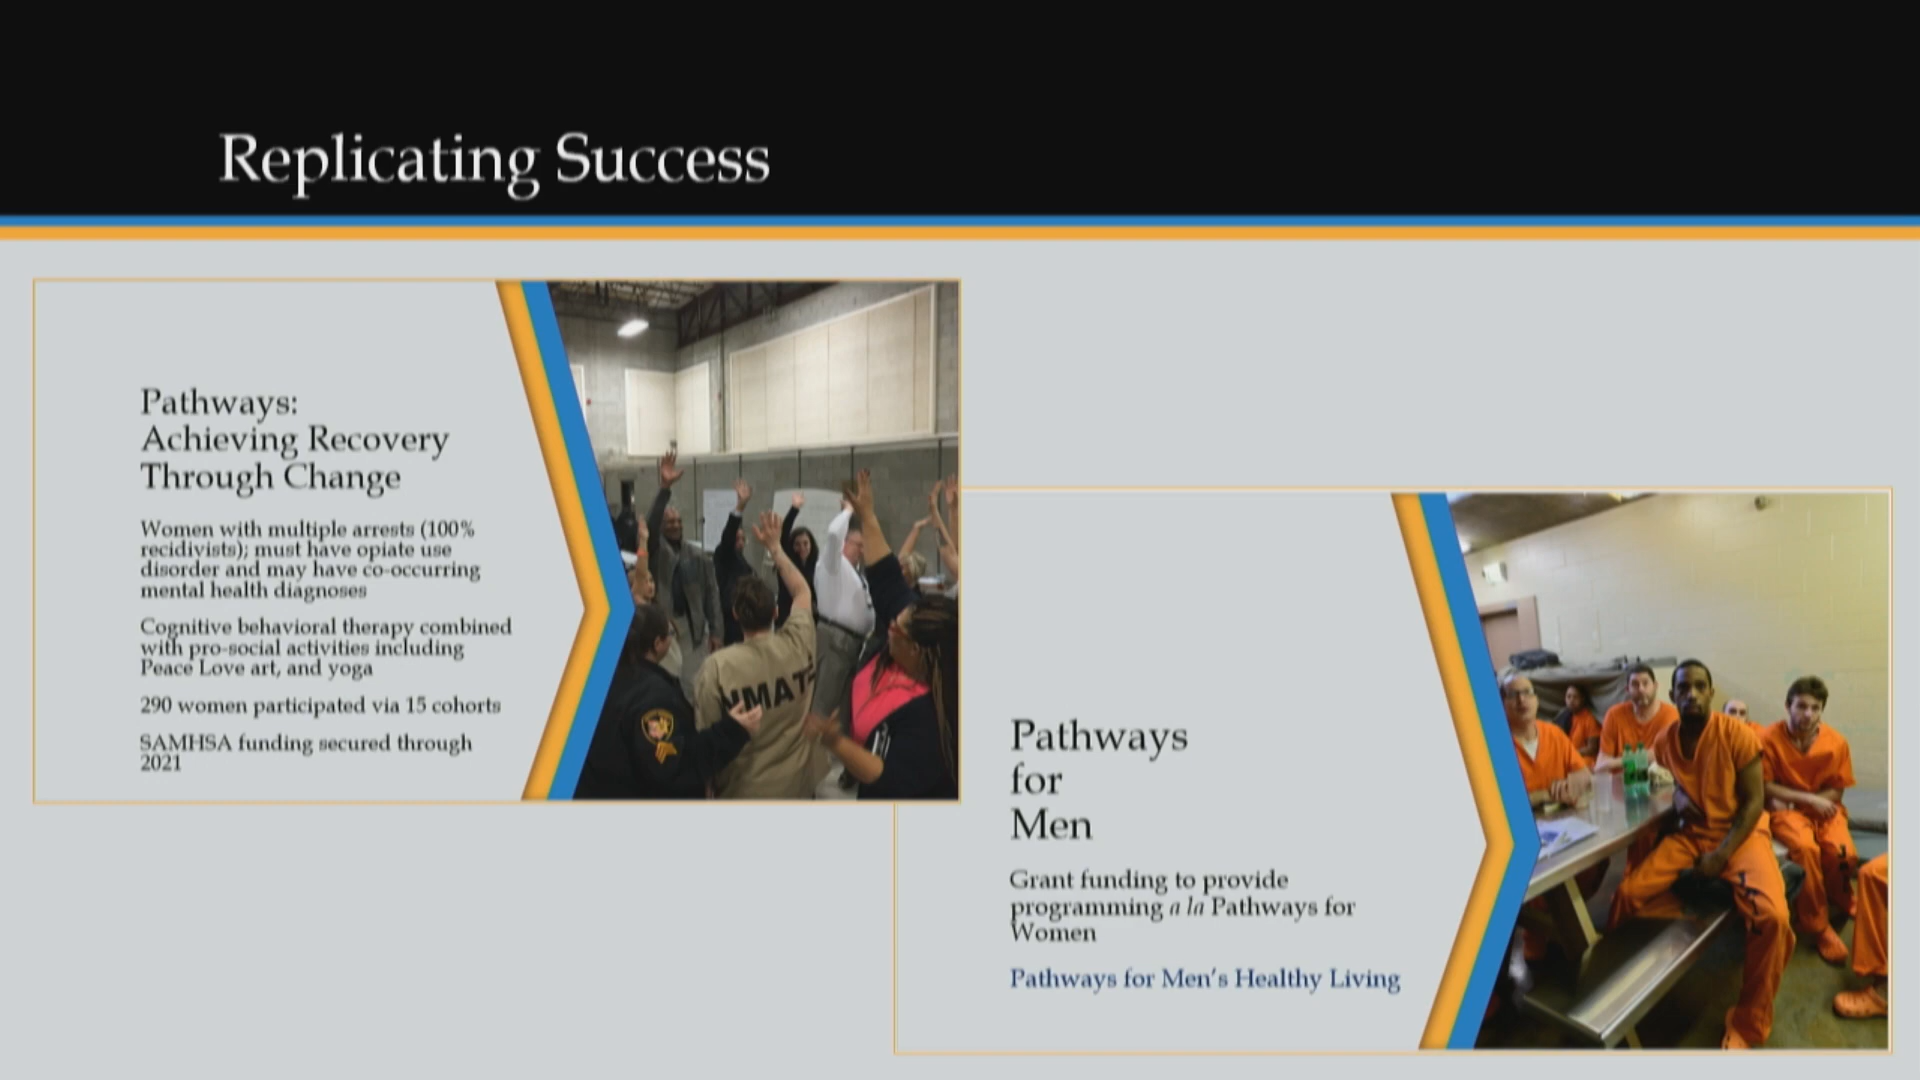 Replicating Success
Pathways:
Achieving Recovery
Through Change
Women with multiple arrests (100%
recidivists); must have opiate use
disorder and may have co-occurring
mental health diagnoses
Cognitive behavioral therapy combined
with pro-social activities including
Peace Love art, and yoga
290 women participated via 15 cohorts
SAMHSA funding secured through
2021
Pathways
for
Men
Grant funding to provide
programming a la Pathways for
Women
Pathways for Men's Healthy Living